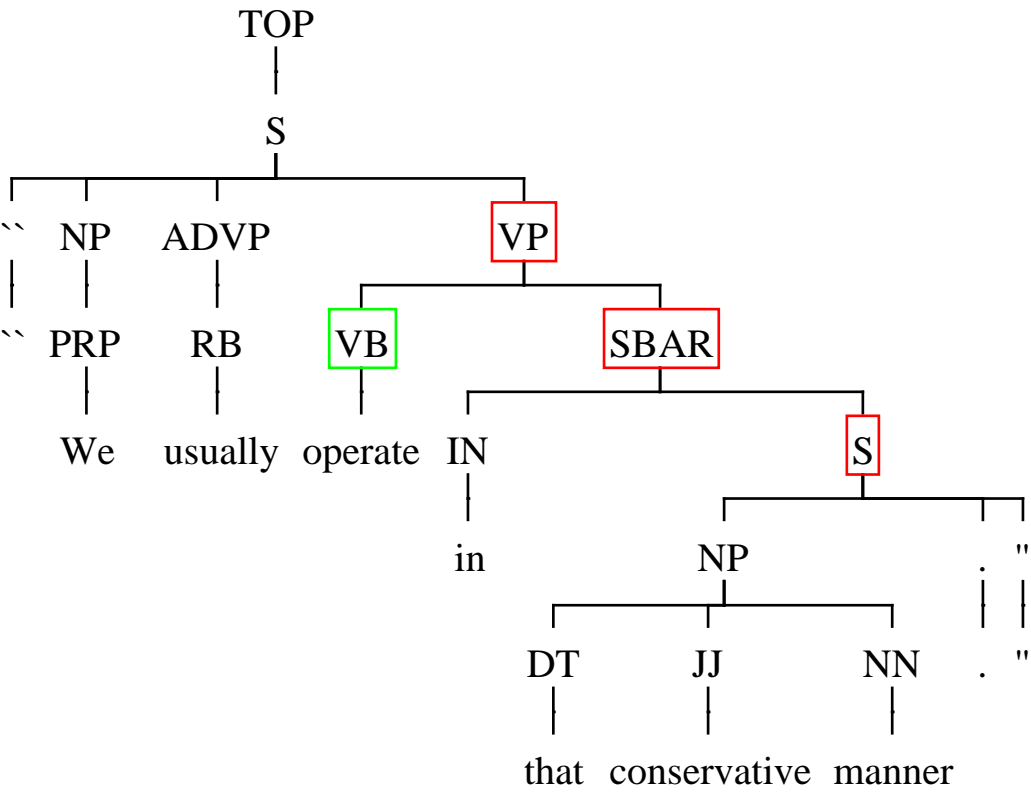 TOP
S
`` NP ADVP VP
`` PRP RB VB SBAR
We usually operate IN S
in NP . "
DT JJ NN . "
that conservative manner